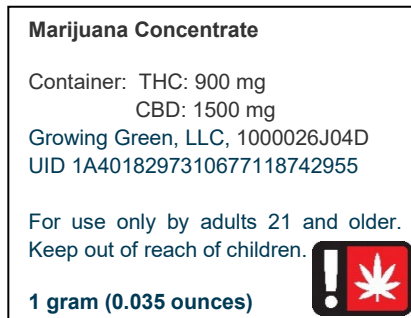 Marijuana Concentrate
Container: THC: 900 mg
CBD: 1500 mg
Growing Green, LLC, 1000026J04D
UID 1A4018297310677118742955
For use only by adults 21 and older.
Keep out of reach of children.
!
1 gram (0.035 ounces)